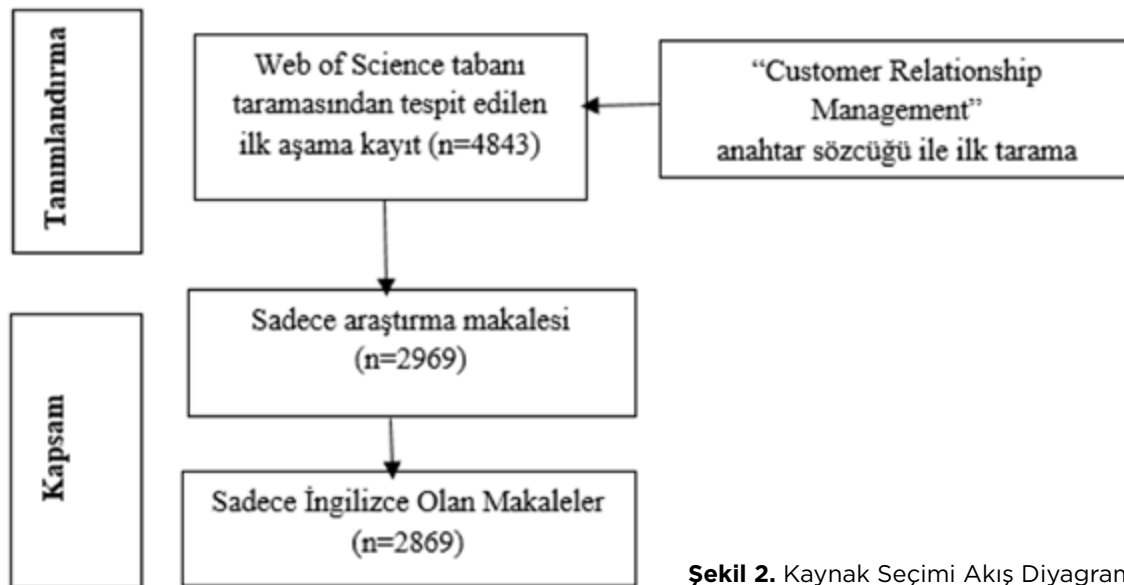 Tanımlandırma
Web of Science tabanı
taramasından tespit edilen
ilk aşama kayıt (n=4843)
“Customer Relationship
Management”
anahtar sözcüğü ile ilk tarama
Kapsam
Sadece araştırma makalesi
(n=2969)
Sadece İngilizce Olan Makaleler
(n=2869)
Şekil 2. Kaynak Seçimi Akış